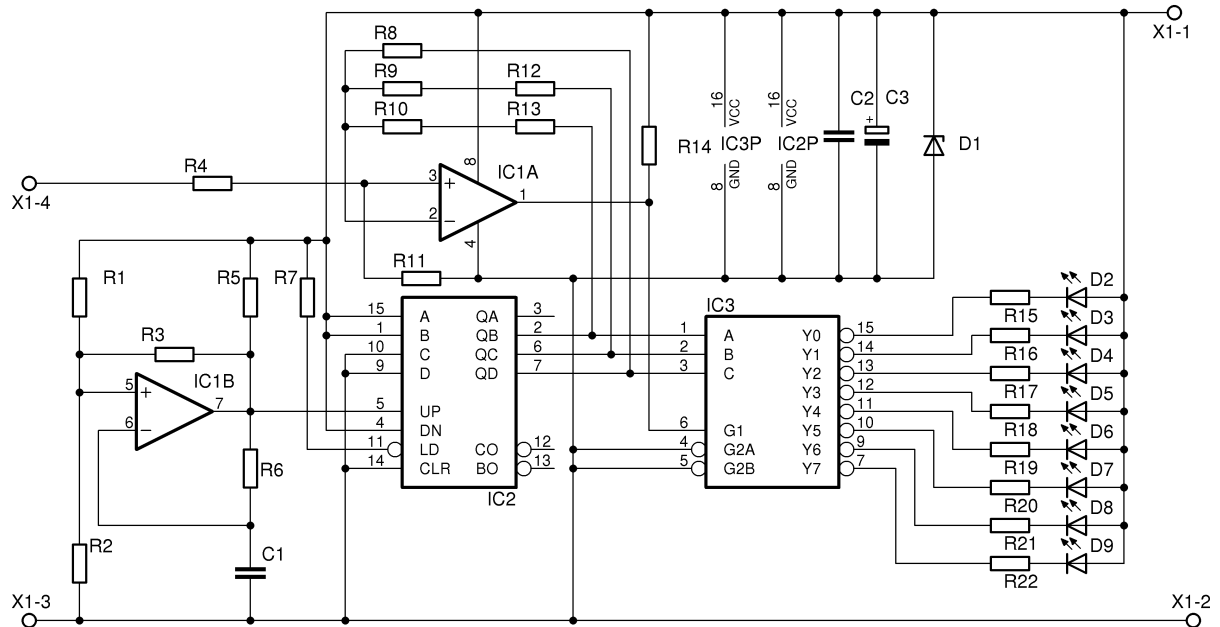 X1-1
R8
R9
R12
R10
R13
R14
16
VCC
IC3P
8
GND
16
VCC
IC2P
8
GND
C2
C3
+
D1
X1-4
R4
3
+
2
−
8
4
IC1A
1
R11
R1
R5
R7
R3
IC1B
5
+
6
−
7
R6
R2
C1
15 A QA 3
1 B QB 2
10 C QC 6
9 D QD 7
5 UP
4 DN
11 LD CO 12
14 CLR BO 13
IC2
IC3
1 A Y0 15
2 B Y1 14
3 C Y2 13
Y3 12
Y4 11
6 G1 Y5 10
4 G2A Y6 9
5 G2B Y7 7
D2
R15
D3
R16
D4
R17
D5
R18
D6
R19
D7
R20
D8
R21
D9
R22
X1-3
X1-2